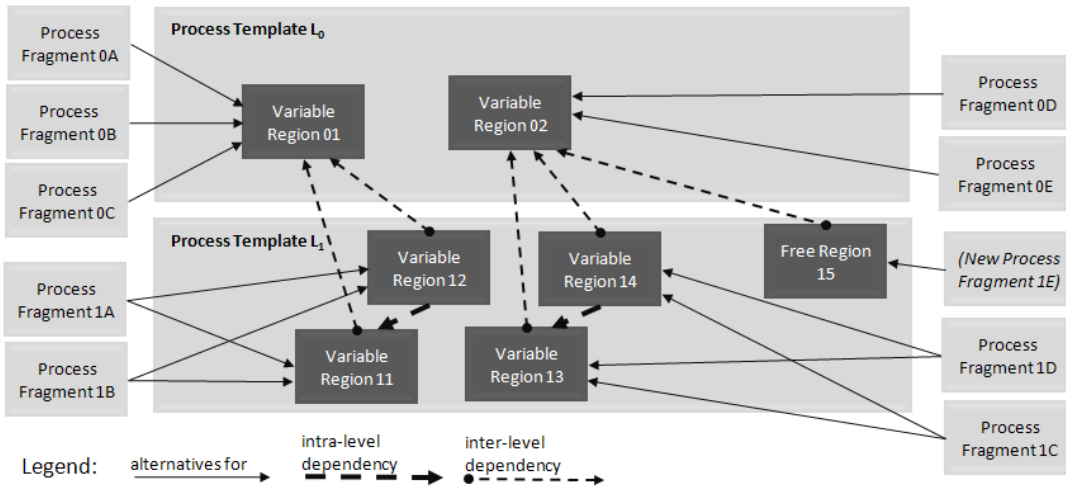 Process
Fragment 0A
Process
Fragment 0B
Process
Fragment 0C
Process Template L0
Variable
Region 01
Variable
Region 02
Process
Fragment 0D
Process
Fragment 0E
Process Template L1
Variable
Region 12
Variable
Region 14
Free Region
15
(New Process
Fragment 1E)
Process
Fragment 1A
Process
Fragment 1B
Variable
Region 11
Variable
Region 13
Process
Fragment 1D
Process
Fragment 1C
Legend:
alternatives for
intra-level
dependency
inter-level
dependency